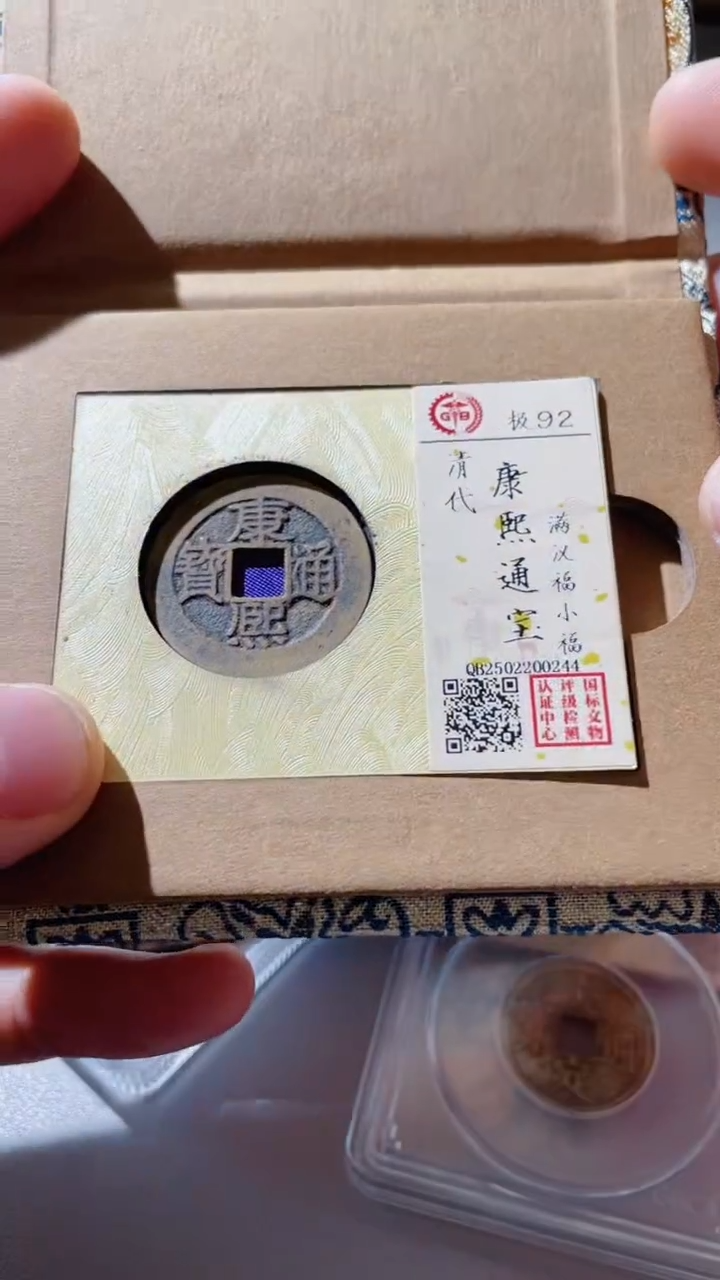 GB
极92
清代
康熙通宝
满汉福小福
QB2502200244
国标文物
评级检测
认证中心
康熙通寶